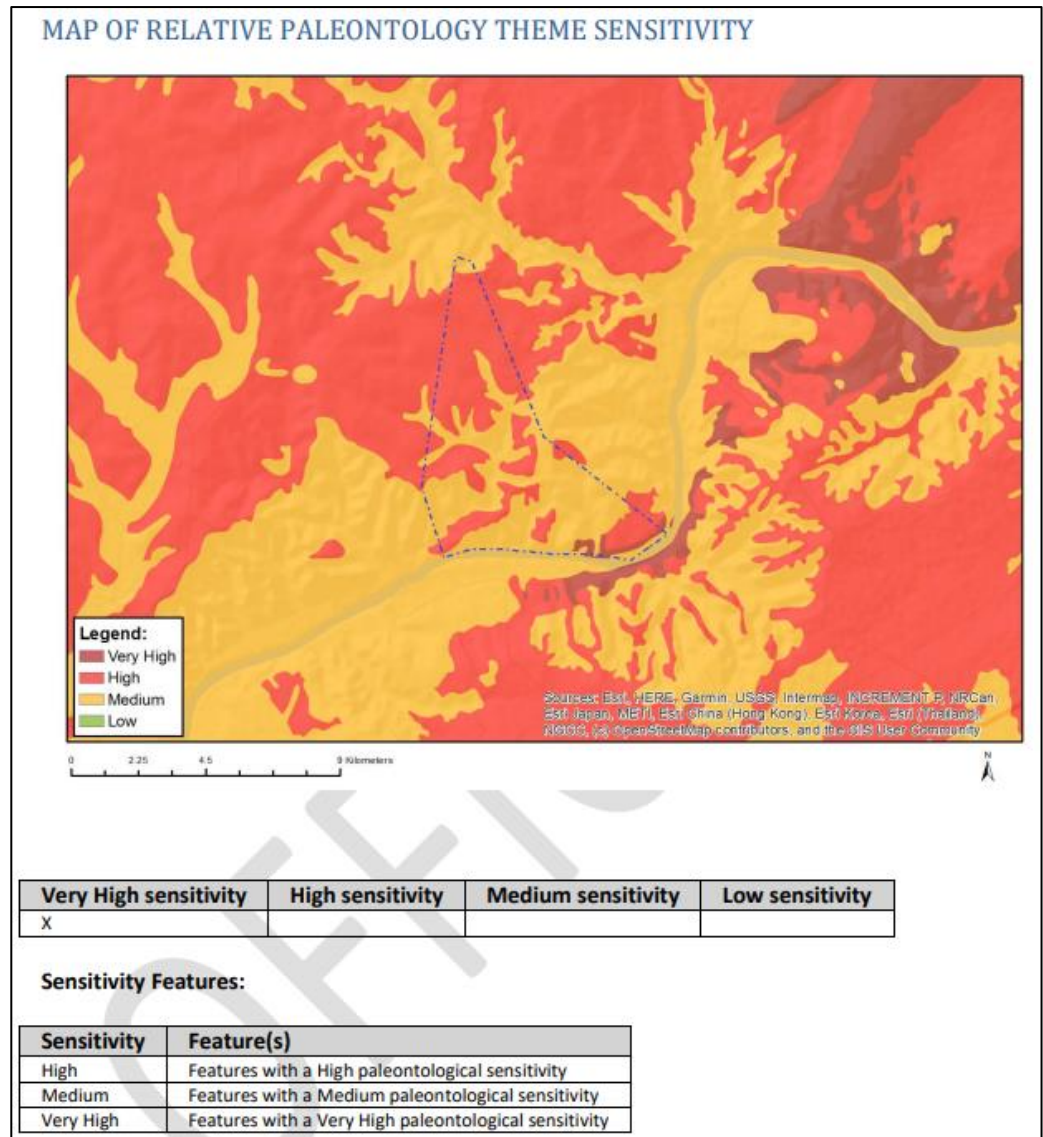 MAP OF RELATIVE PALEONTOLOGY THEME SENSITIVITY
Legend:
Very High
High
Medium
Low
Sources: Esri, HERE, Garmin, USGS, Intermap, INCREMENT P, NRCan,
Esri Japan, METI, Esri China (Hong Kong), Esri Korea, Esri (Thailand),
NGCC, (c) OpenStreetMap contributors, and the GIS User Community
0 2.25 4.5 9 Kilometers
N
Very High sensitivity High sensitivity Medium sensitivity Low sensitivity
X
Sensitivity Features:
Sensitivity Feature(s)
High Features with a High paleontological sensitivity
Medium Features with a Medium paleontological sensitivity
Very High Features with a Very High paleontological sensitivity